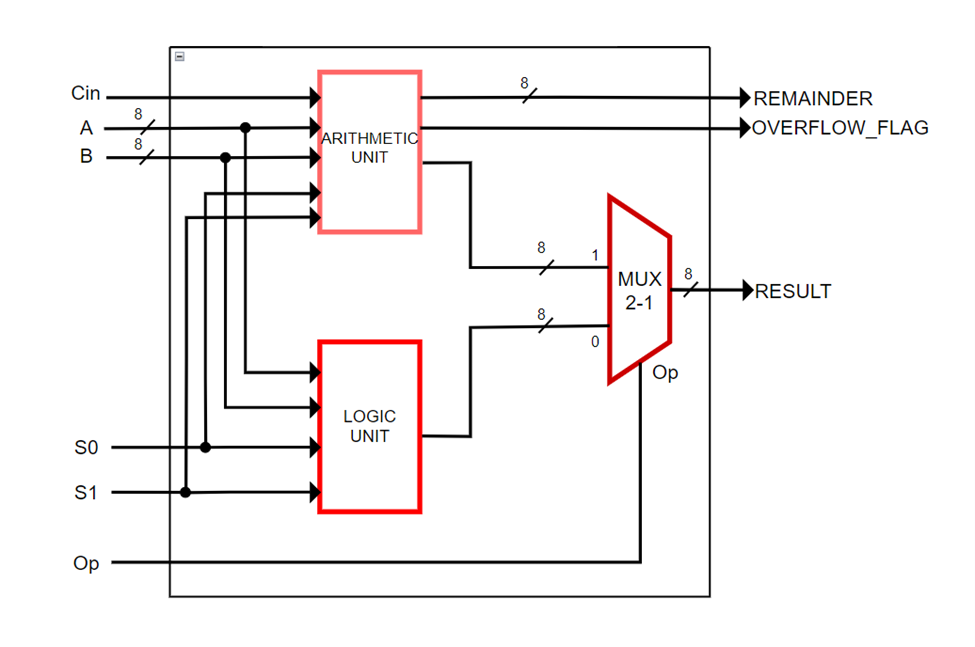 Cin
8
A
8
B
ARITHMETIC
UNIT
8
REMAINDER
OVERFLOW_FLAG
8
1
MUX
2-1
8
RESULT
8
0
Op
LOGIC
UNIT
S0
S1
Op